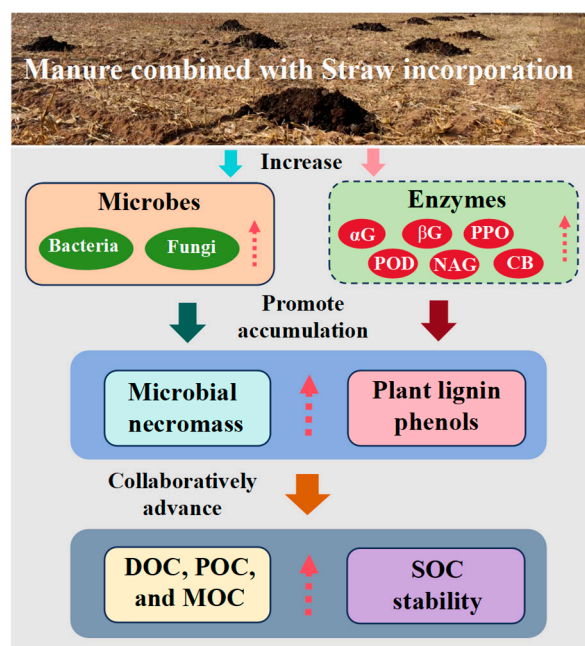 Manure combined with Straw incorporation
Increase
Microbes
Bacteria
Fungi
Enzymes
αG
βG
PPO
POD
NAG
CB
Promote
accumulation
Microbial
necromass
Plant lignin
phenols
Collaboratively
advance
DOC, POC,
and MOC
SOC
stability